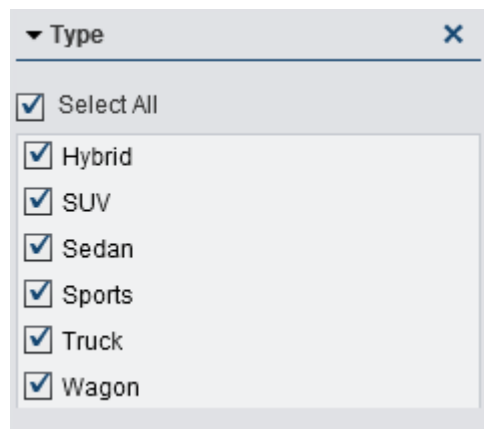 Type
Select All
Hybrid
SUV
Sedan
Sports
Truck
Wagon